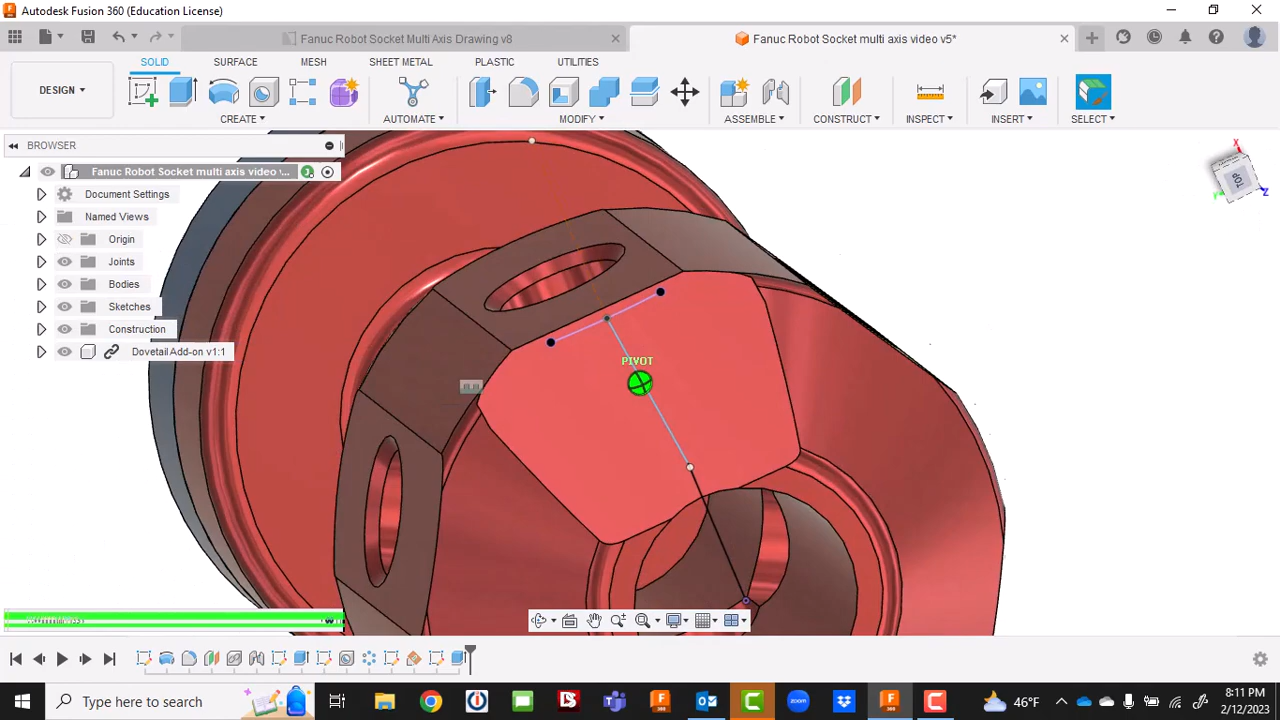 Autodesk Fusion 360 (Education License)
Fanuc Robot Socket Multi Axis Drawing v8
Fanuc Robot Socket multi axis video v5*
SOLID SURFACE MESH SHEET METAL PLASTIC UTILITIES
DESIGN
CREATE AUTOMATE MODIFY ASSEMBLE CONSTRUCT INSPECT INSERT SELECT
BROWSER
Fanuc Robot Socket multi axis video ...
Document Settings
Named Views
Origin
Joints
Bodies
Sketches
Construction
Dovetail Add-on v1:1
PIVOT
TOP
X
Y
Z
Type here to search
46°F
8:11 PM
2/12/2023